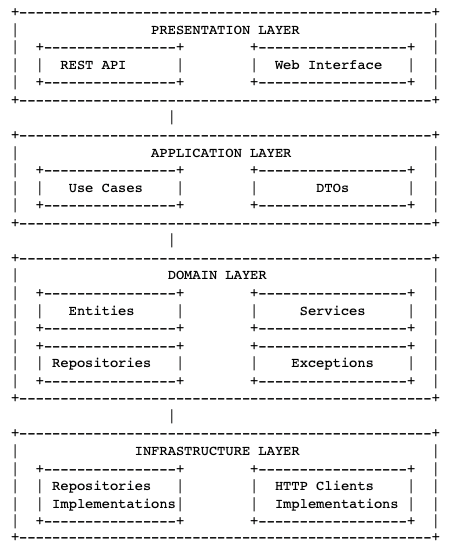 PRESENTATION LAYER
REST API Web Interface
APPLICATION LAYER
Use Cases DTOs
DOMAIN LAYER
Entities Services
Repositories Exceptions
INFRASTRUCTURE LAYER
Repositories HTTP Clients
Implementations Implementations